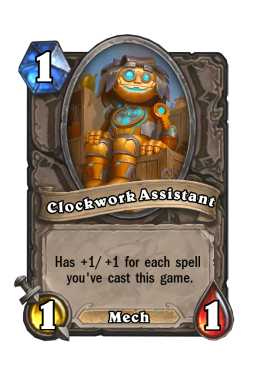 1
Clockwork Assistant
Has +1/ +1 for each spell
you've cast this game.
1
Mech
1